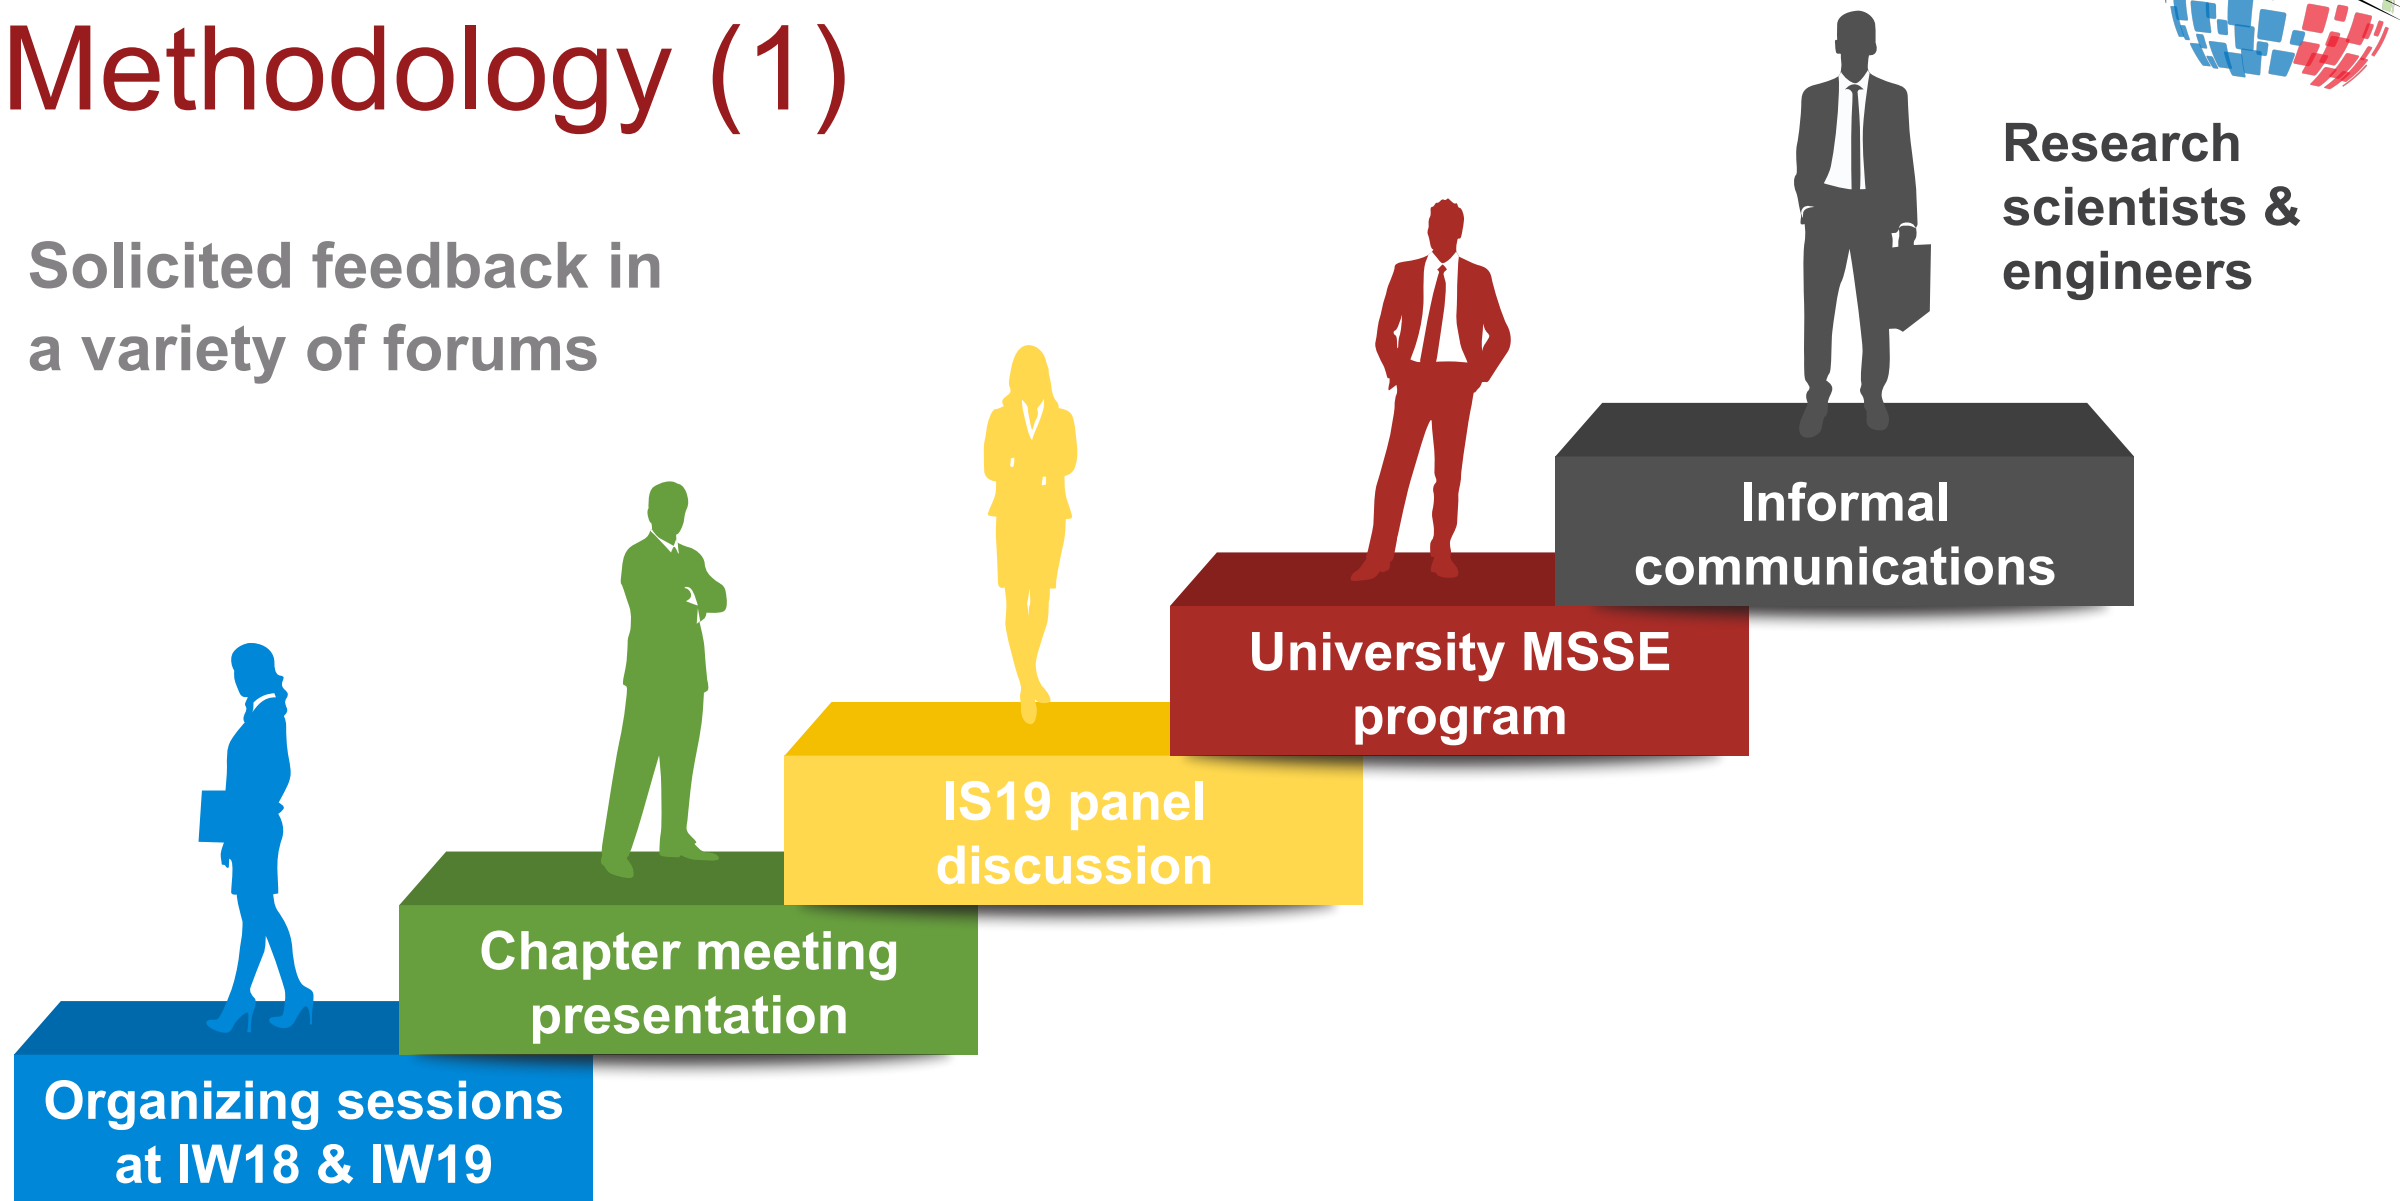 Methodology (1)
Solicited feedback in
a variety of forums
Research
scientists &
engineers
Informal
communications
University MSSE
program
IS19 panel
discussion
Chapter meeting
presentation
Organizing sessions
at IW18 & IW19